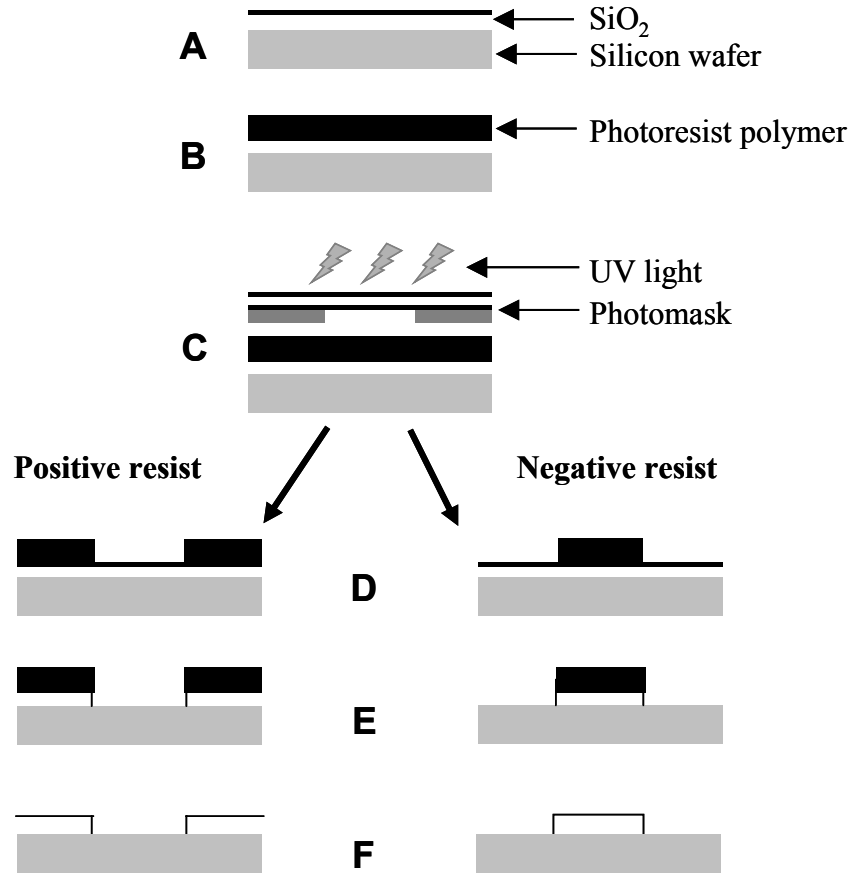 SiO₂
A
Silicon wafer
Photoresist polymer
B
UV light
Photomask
C
Positive resist
Negative resist
D
E
F